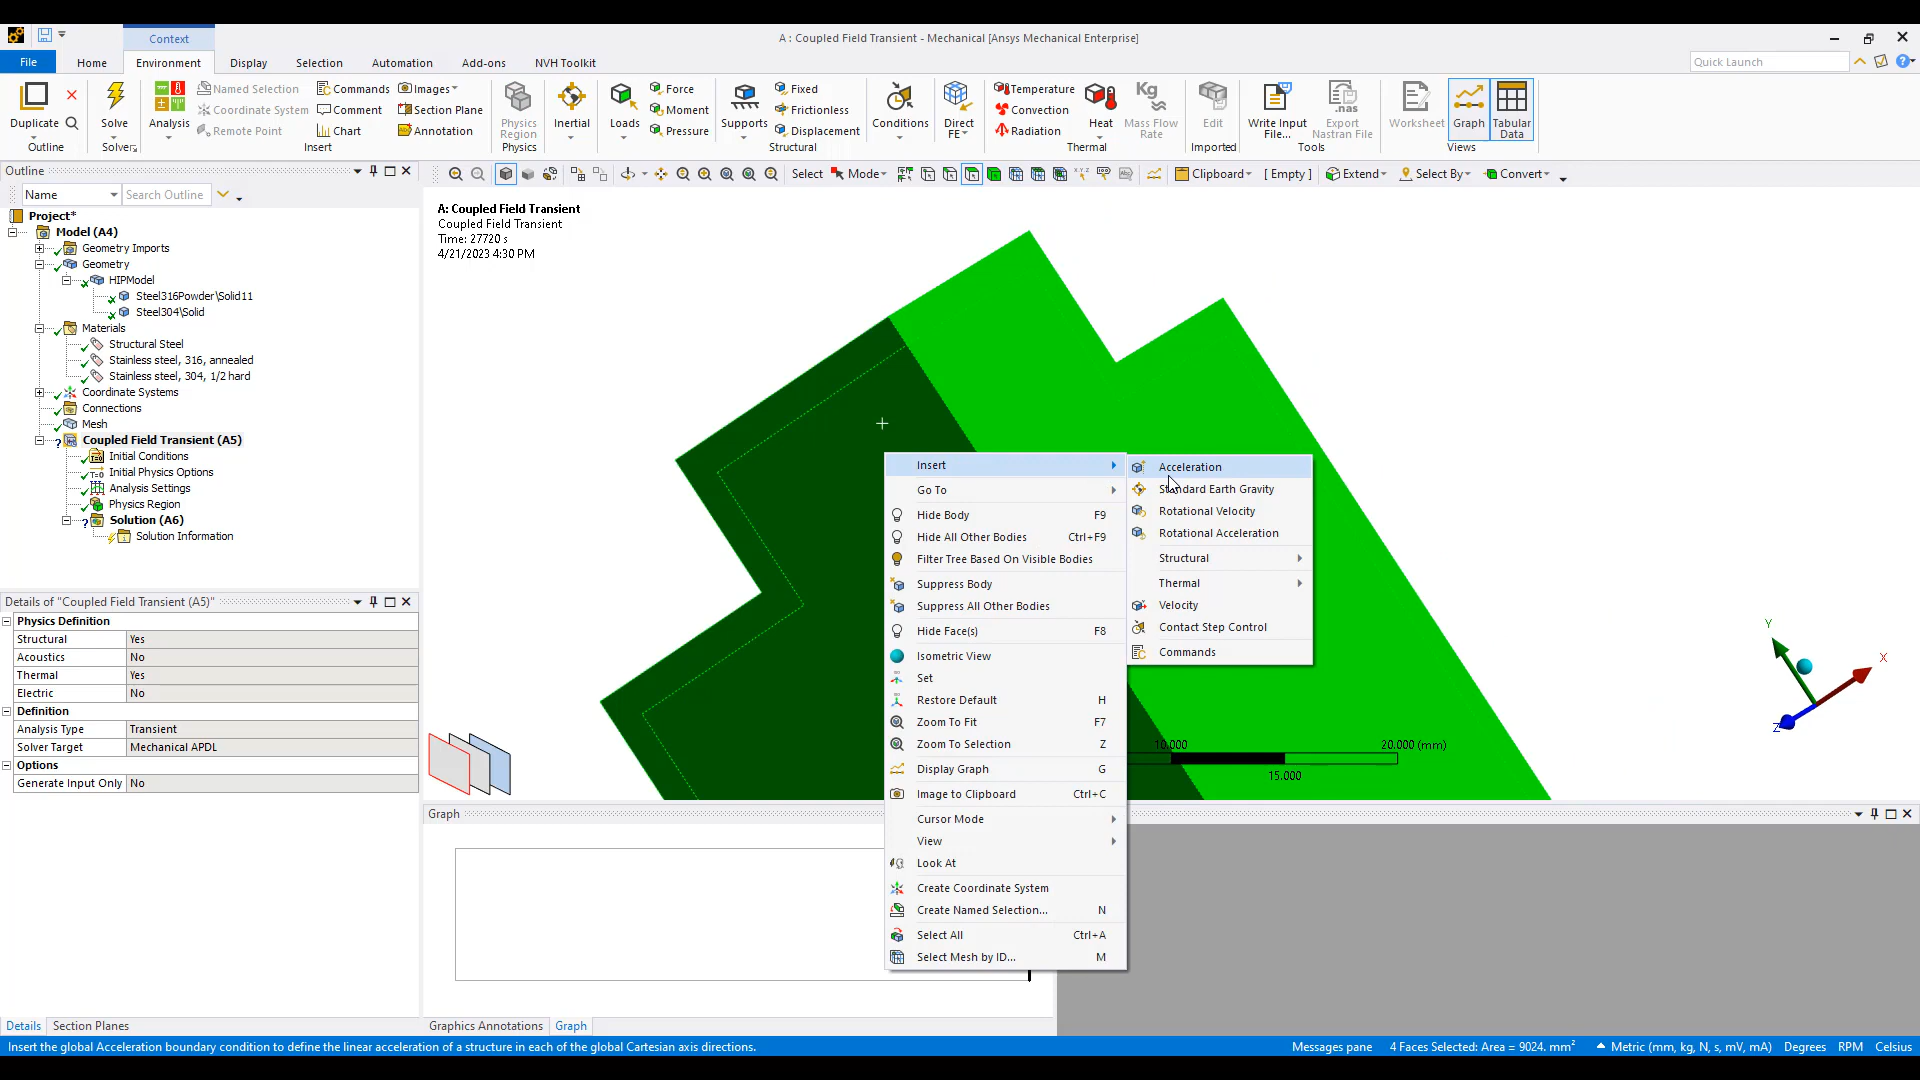 Context
A : Coupled Field Transient - Mechanical [Ansys Mechanical Enterprise]
File
Home
Environment
Display
Selection
Automation
Add-ons
NVH Toolkit
Quick Launch
Duplicate
Outline
Solve
Solver
Analysis
Named Selection
Coordinate System
Remote Point
Commands
Comment
Chart
Images
Section Plane
Annotation
Insert
Physics
Region
Physics
Inertial
Loads
Force
Moment
Pressure
Supports
Fixed
Frictionless
Displacement
Structural
Conditions
Direct
FE
Temperature
Convection
Radiation
Heat
Kg
Mass Flow
Rate
Thermal
Edit
Imported
Write Input
File...
.nas
Export
Nastran File
Tools
Worksheet
Graph
Tabular
Data
Views
Outline
Name
Search Outline
Select
Mode
Clipboard
[ Empty ]
Extend
Select By
Convert
Project*
Model (A4)
Geometry Imports
Geometry
HIPModel
Steel316Powder\Solid11
Steel304\Solid
Materials
Structural Steel
Stainless steel, 316, annealed
Stainless steel, 304, 1/2 hard
Coordinate Systems
Connections
Mesh
Coupled Field Transient (A5)
Initial Conditions
Initial Physics Options
Analysis Settings
Physics Region
Solution (A6)
Solution Information
A: Coupled Field Transient
Coupled Field Transient
Time: 27720 s
4/21/2023 4:30 PM
Insert
Go To
Hide Body F9
Hide All Other Bodies Ctrl+F9
Filter Tree Based On Visible Bodies
Suppress Body
Suppress All Other Bodies
Hide Face(s) F8
Isometric View
Set
Restore Default H
Zoom To Fit F7
Zoom To Selection Z
Display Graph G
Image to Clipboard Ctrl+C
Cursor Mode
View
Look At
Create Coordinate System
Create Named Selection... N
Select All Ctrl+A
Select Mesh by ID... M
Acceleration
Standard Earth Gravity
Rotational Velocity
Rotational Acceleration
Structural
Thermal
Velocity
Contact Step Control
Commands
10.000
20.000 (mm)
15.000
Y
X
Z
Details of "Coupled Field Transient (A5)"
Physics Definition
Structural Yes
Acoustics No
Thermal Yes
Electric No
Definition
Analysis Type Transient
Solver Target Mechanical APDL
Options
Generate Input Only No
Graph
Details
Section Planes
Graphics Annotations
Graph
Insert the global Acceleration boundary condition to define the linear acceleration of a structure in each of the global Cartesian axis directions.
Messages pane
4 Faces Selected: Area = 9024. mm²
Metric (mm, kg, N, s, mV, mA)
Degrees
RPM
Celsius